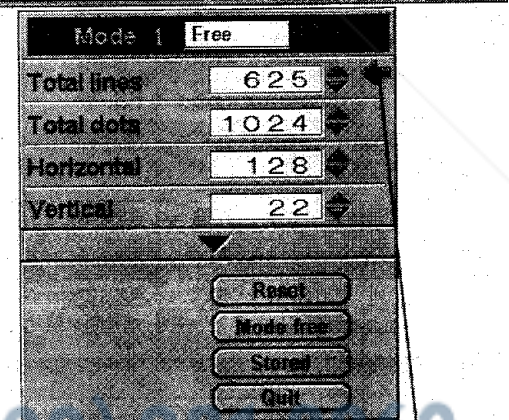 Mode 1 Free
Total lines 625
Total dots 1024
Horizontal 128
Vertical 22
Reset
Mode free
Stored
Quit